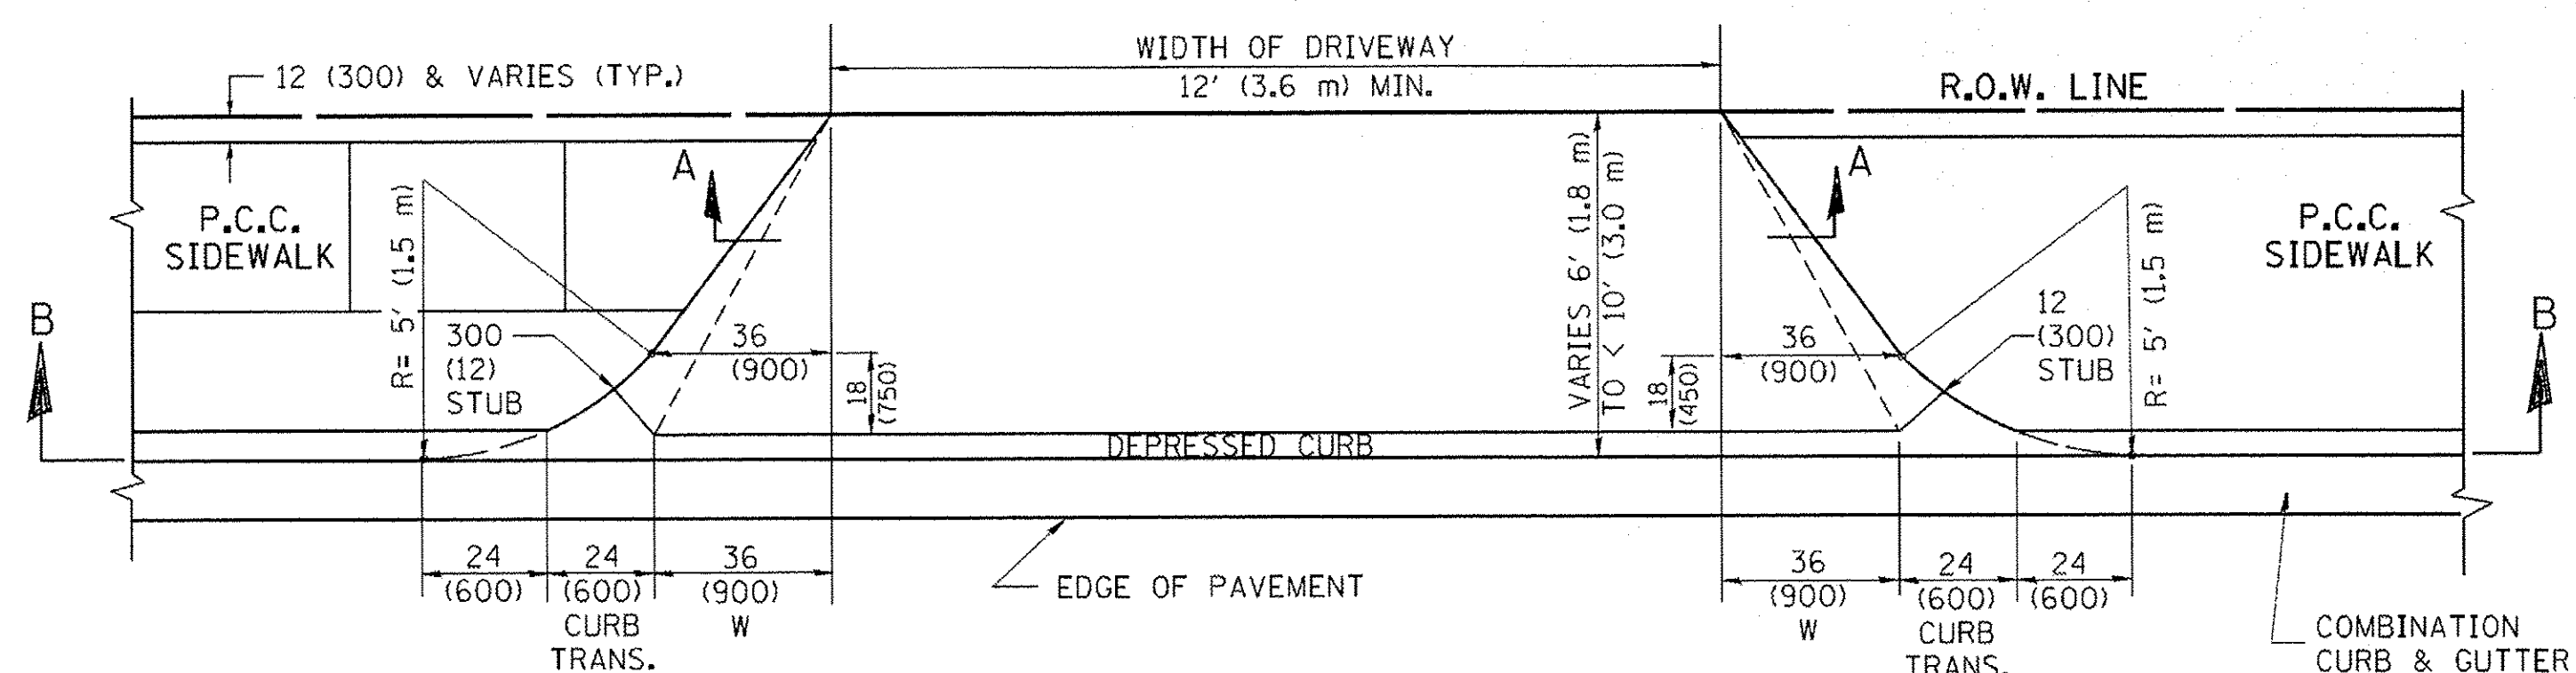 WIDTH OF DRIVEWAY
12' (3.6 m) MIN.
12 (300) & VARIES (TYP.)
R.O.W. LINE
A
A
P.C.C.
SIDEWALK
P.C.C.
SIDEWALK
R= 5' (1.5 m)
VARIES 6' (1.8 m)
TO < 10' (3.0 m)
R= 5' (1.5 m)
B
B
300
(12)
STUB
36
(900)
18
(750)
18
(450)
36
(900)
12
(300)
STUB
DEPRESSED CURB
24
(600)
24
(600)
CURB
TRANS.
36
(900)
W
EDGE OF PAVEMENT
36
(900)
W
24
(600)
CURB
TRANS.
24
(600)
COMBINATION
CURB & GUTTER